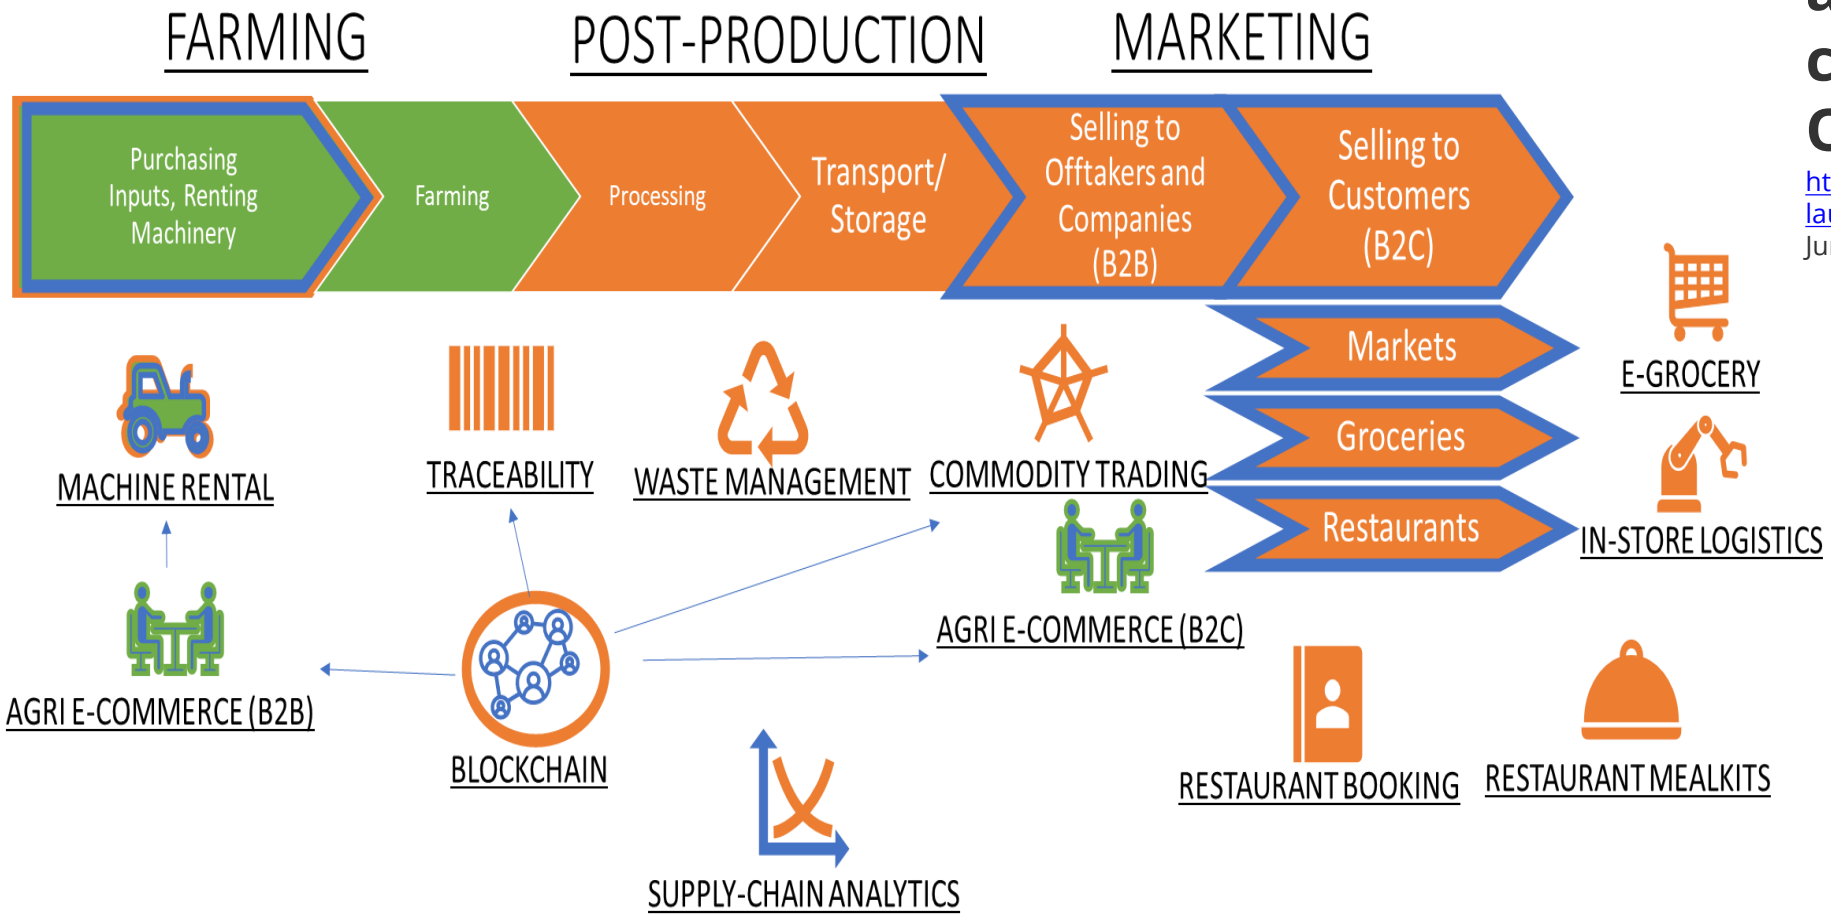 FARMING
POST-PRODUCTION
MARKETING
Purchasing
Inputs, Renting
Machinery
Farming
Processing
Transport/
Storage
Selling to
Offtakers and
Companies
(B2B)
Selling to
Customers
(B2C)
Markets
Groceries
Restaurants
E-GROCERY
IN-STORE LOGISTICS
MACHINE RENTAL
TRACEABILITY
WASTE MANAGEMENT
COMMODITY TRADING
AGRI E-COMMERCE (B2C)
AGRI E-COMMERCE (B2B)
BLOCKCHAIN
RESTAURANT BOOKING
RESTAURANT MEALKITS
SUPPLY-CHAIN ANALYTICS